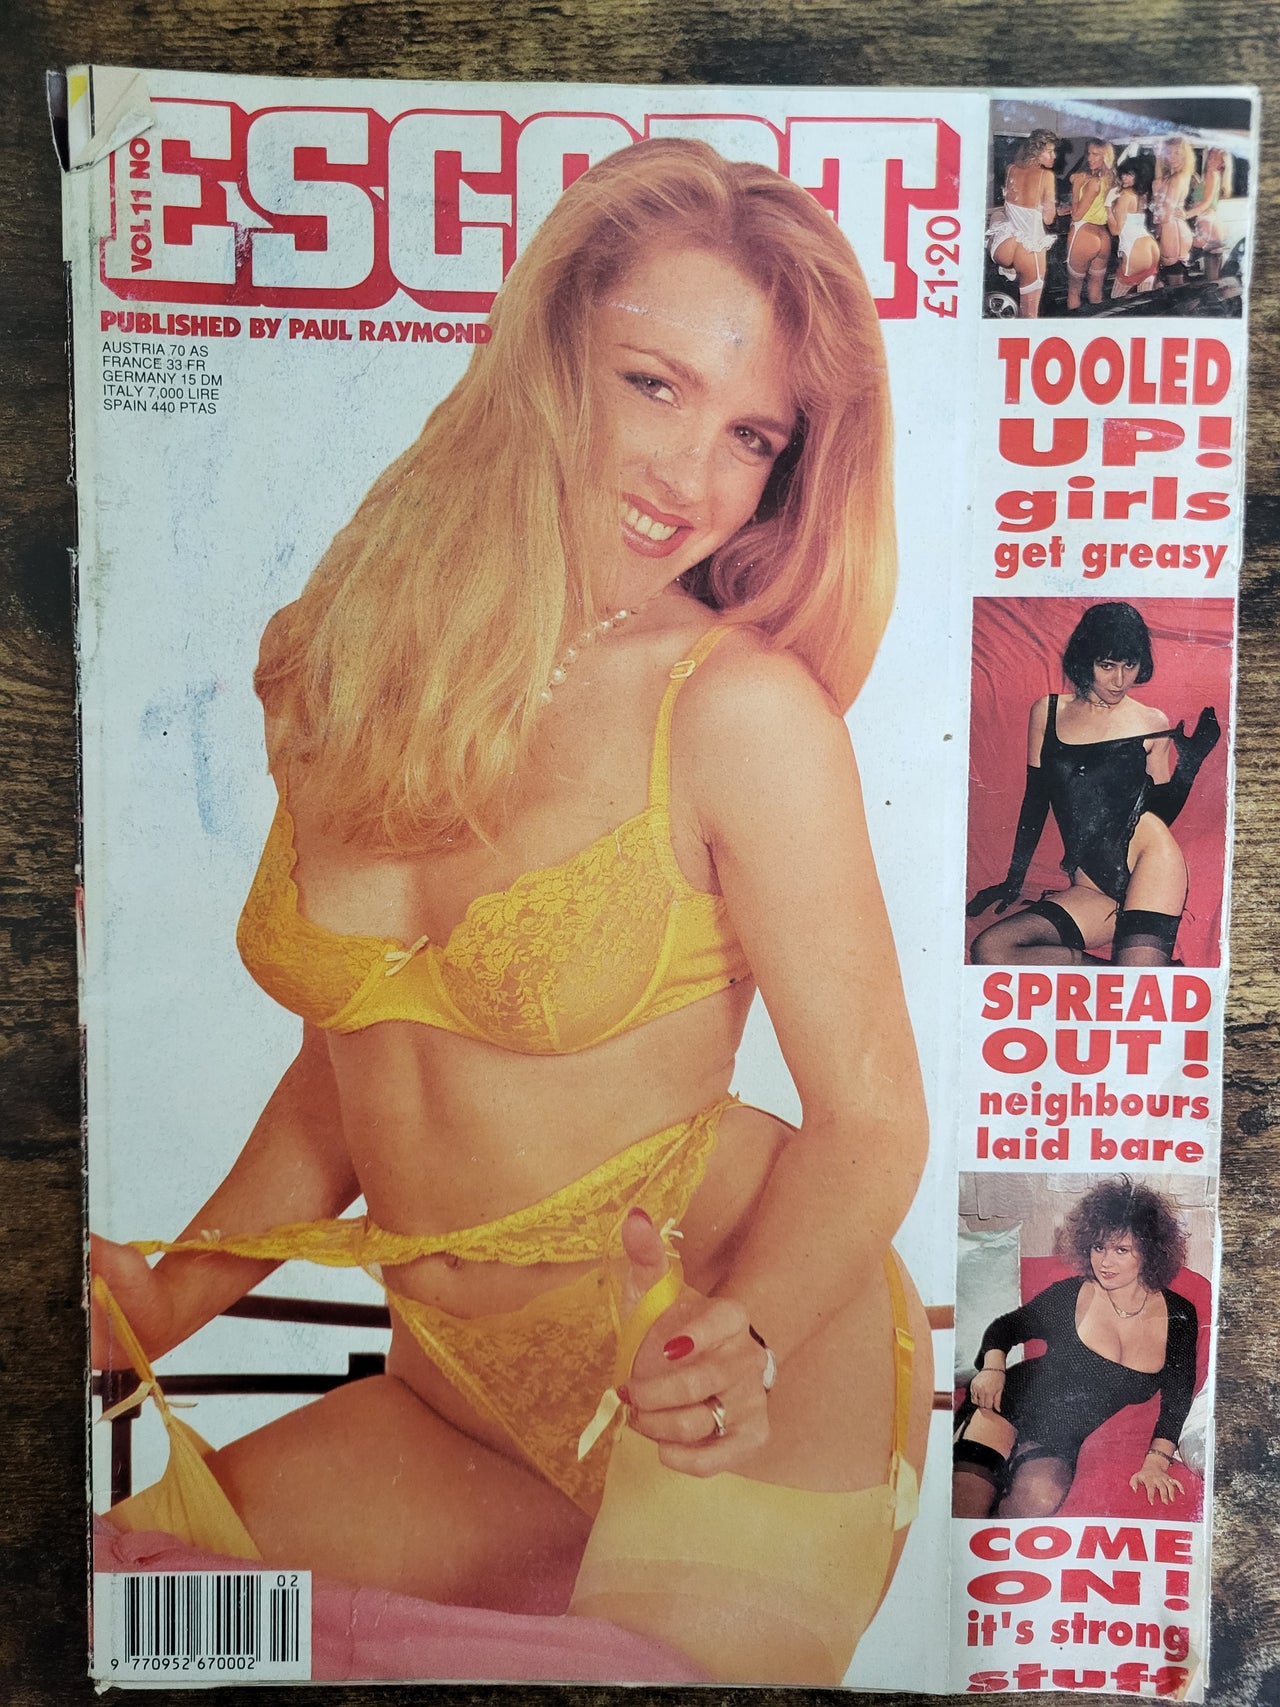 ESCORT
VOL 11 NO
£1·20
PUBLISHED BY PAUL RAYMOND
AUSTRIA 70 AS
FRANCE 33 FR
GERMANY 15 DM
ITALY 7,000 LIRE
SPAIN 440 PTAS
TOOLED
UP!
girls
get greasy
SPREAD
OUT!
neighbours
laid bare
COME
ON!
it's strong
stuff
02
9 770952 670002